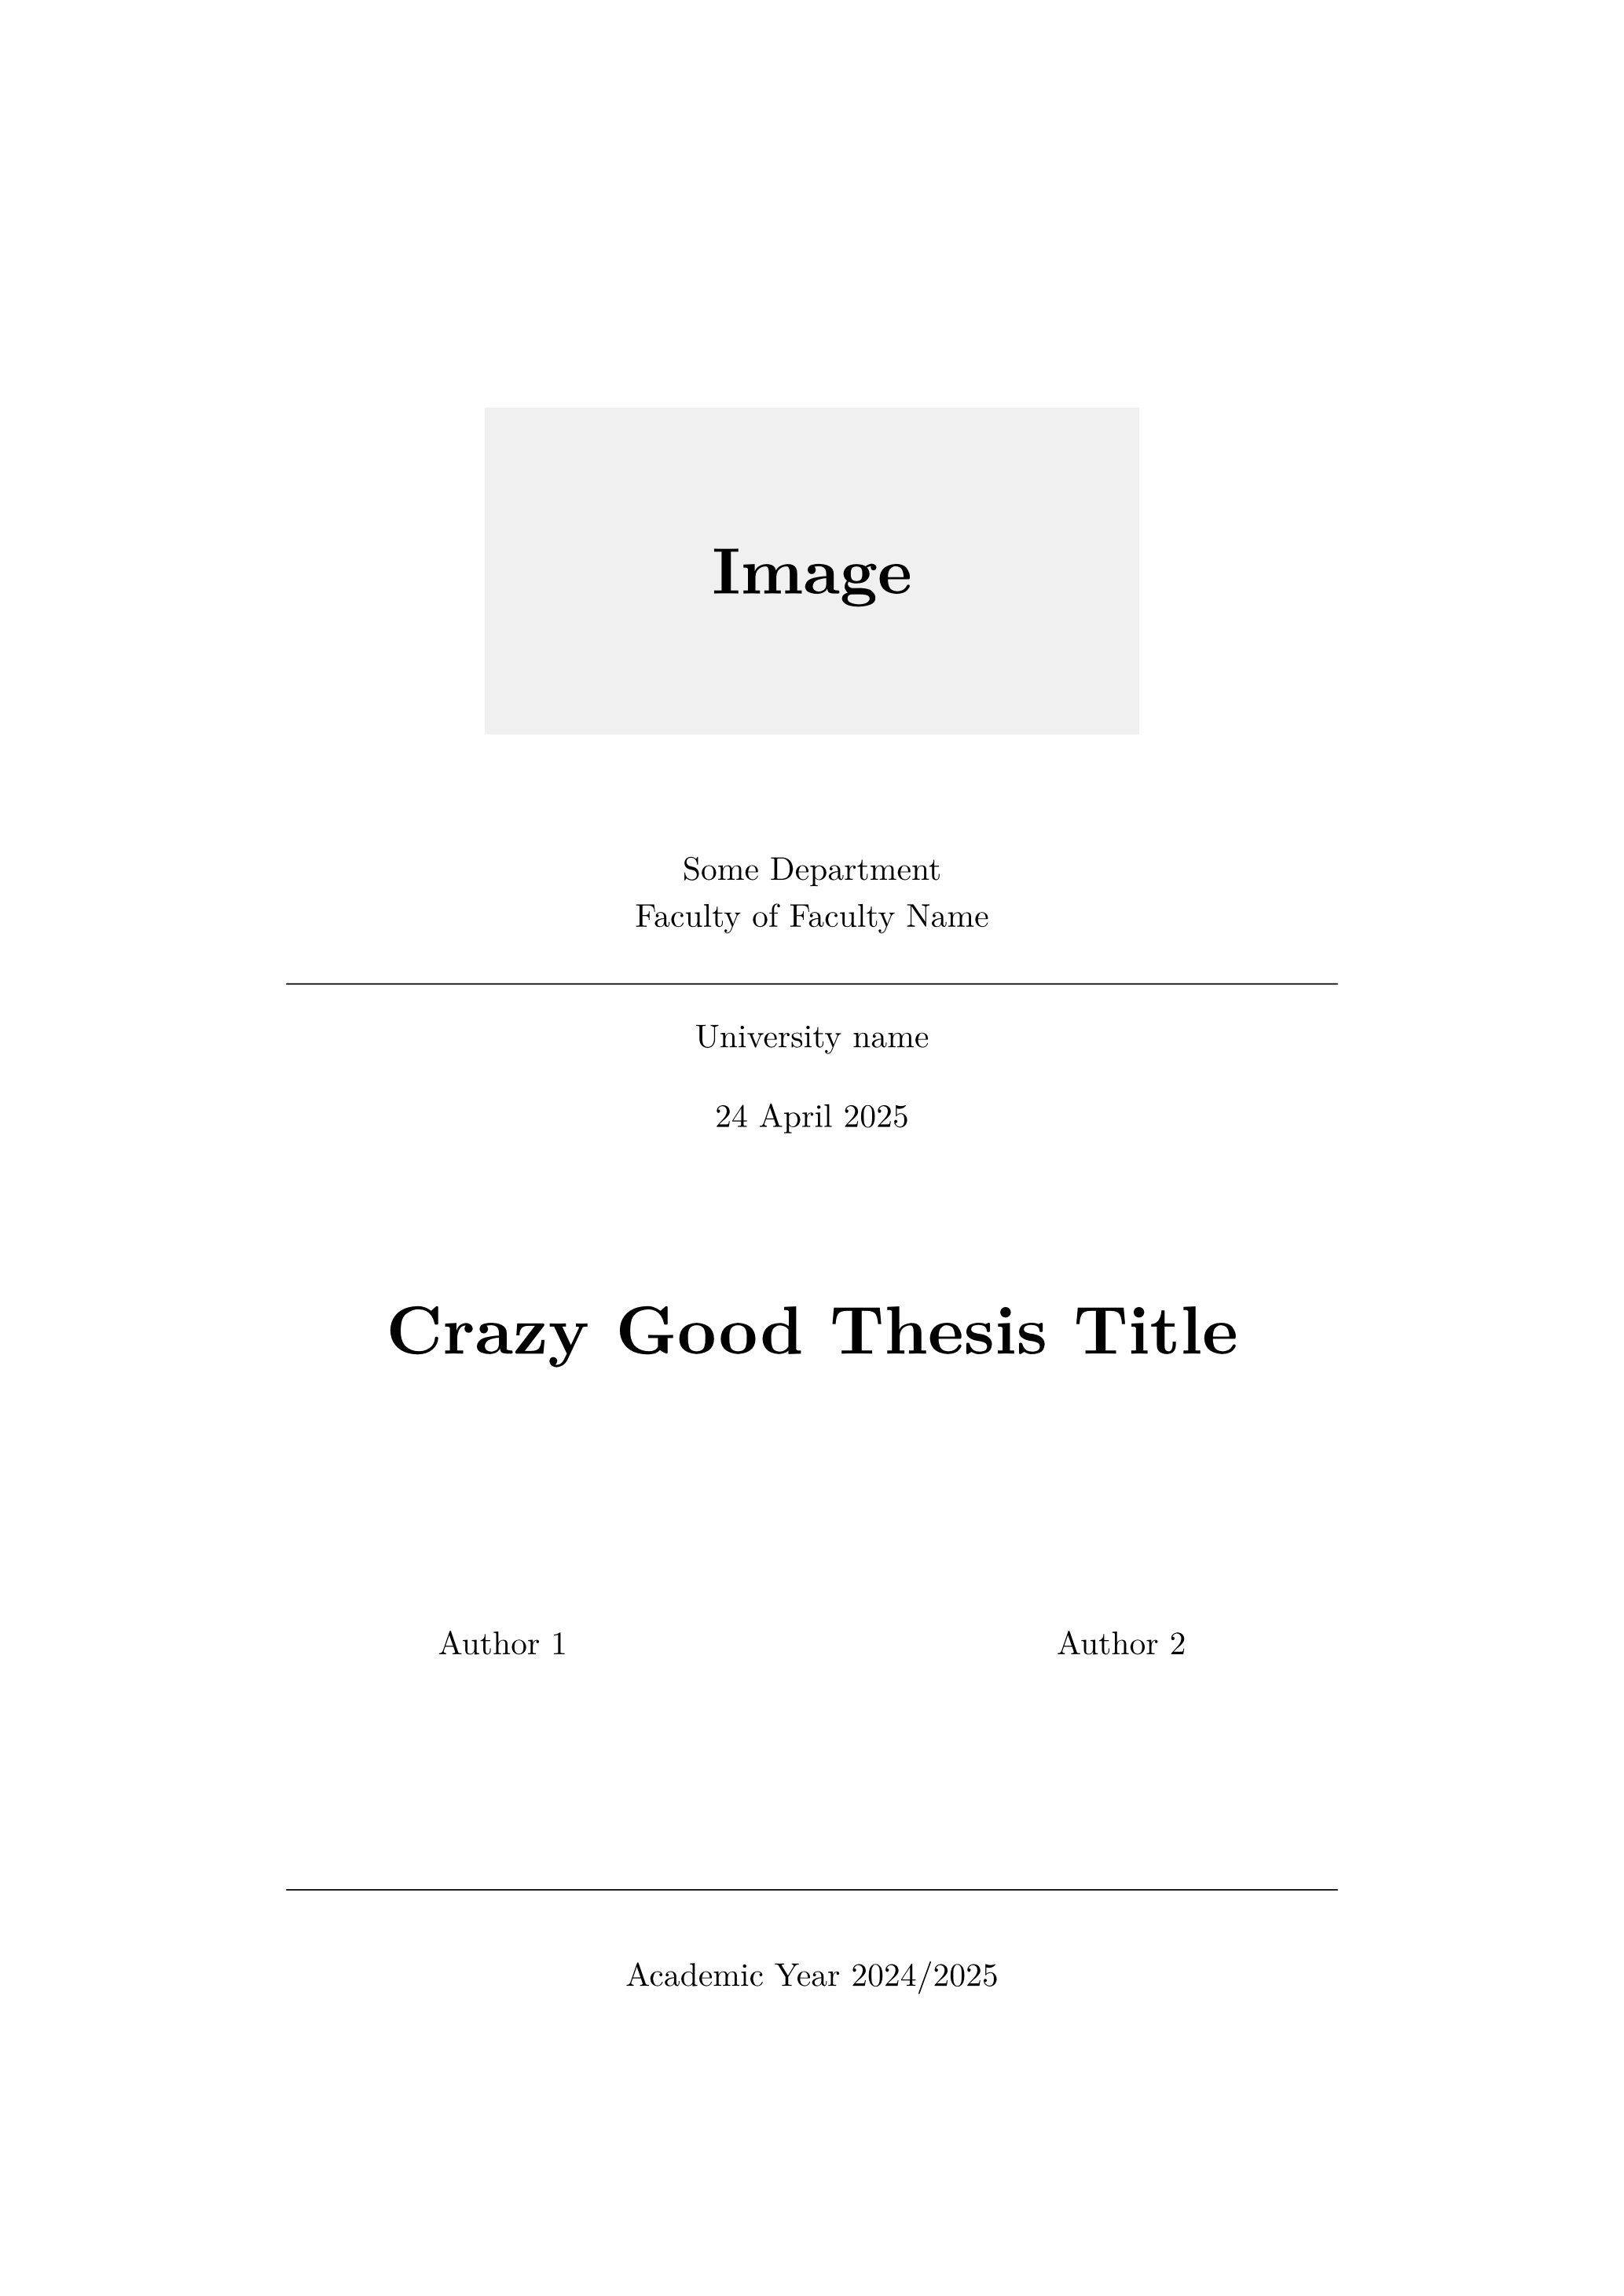 Image
Some Department
Faculty of Faculty Name
University name
24 April 2025
Crazy Good Thesis Title
Author 1 Author 2
Academic Year 2024/2025